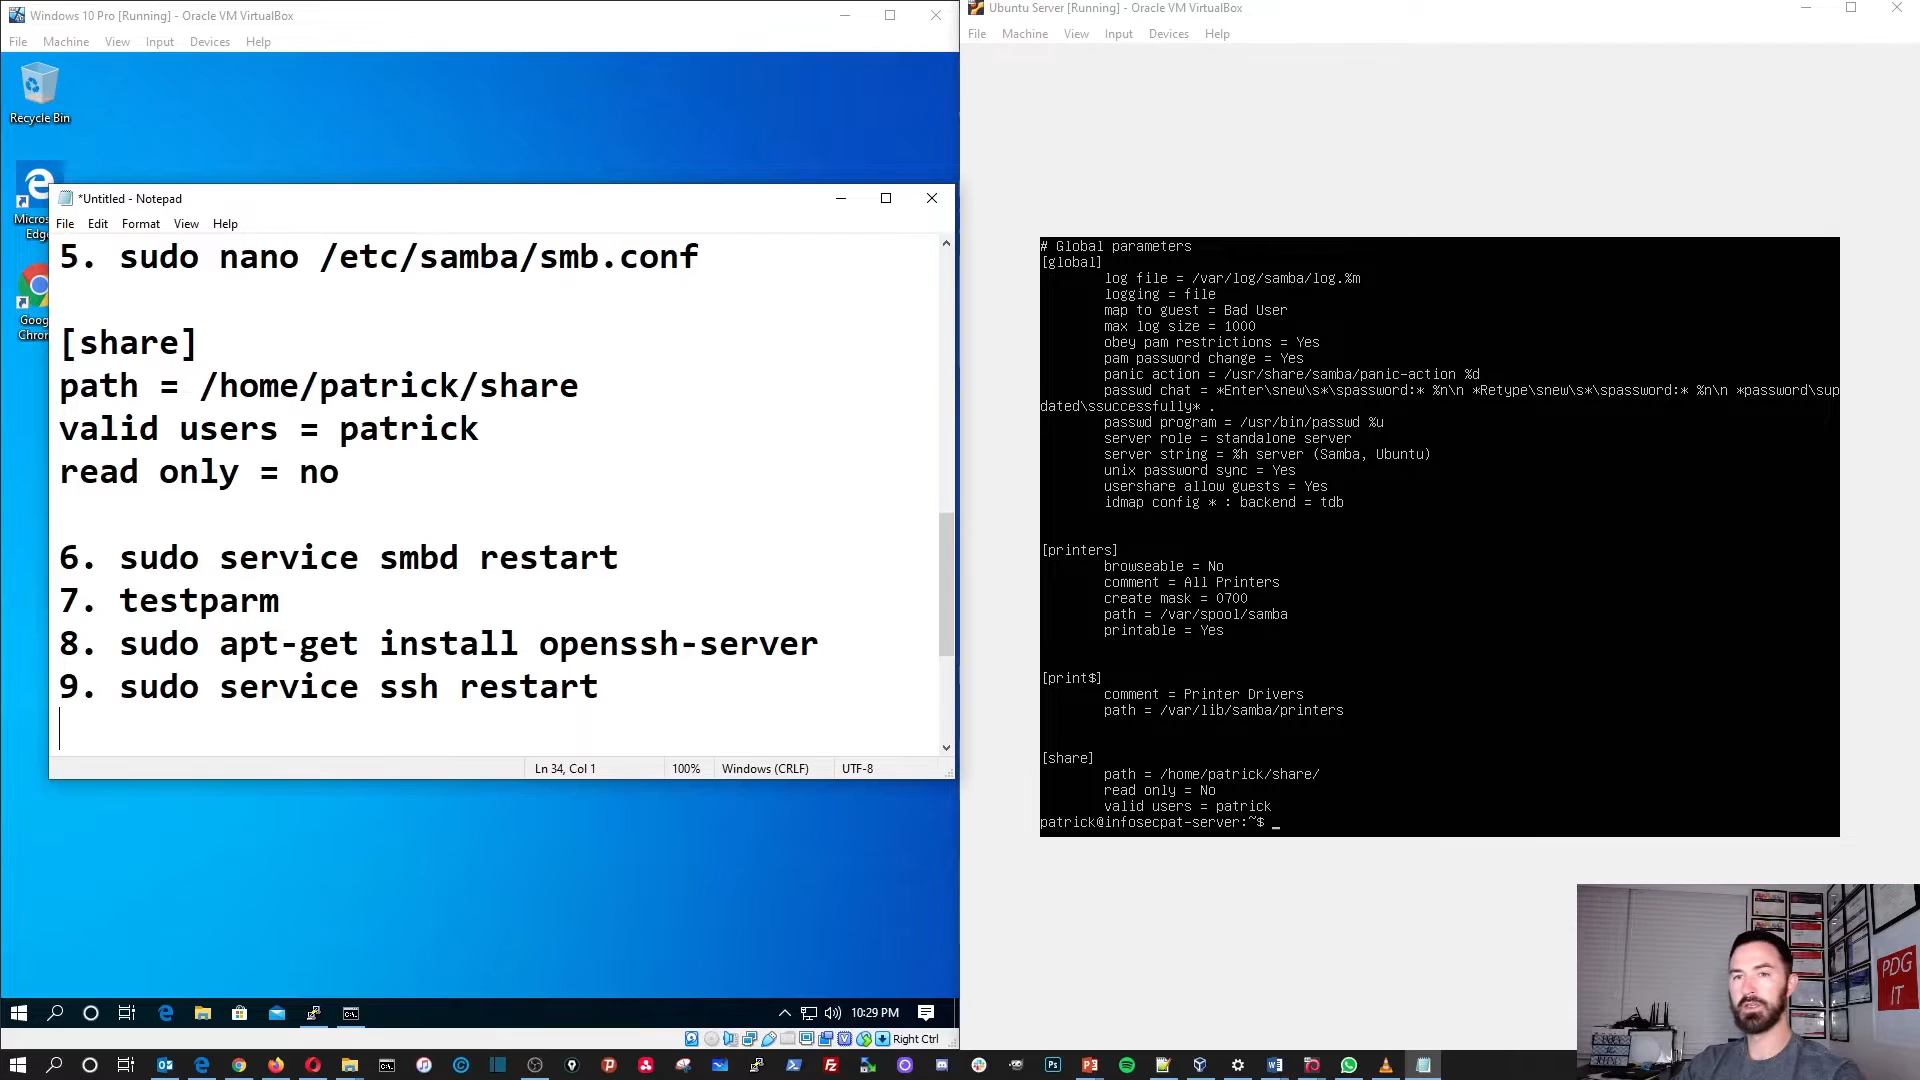 Windows 10 Pro [Running] - Oracle VM VirtualBox
File Machine View Input Devices Help
Recycle Bin
Edge
*Untitled - Notepad
File Edit Format View Help
5. sudo nano /etc/samba/smb.conf
[share]
path = /home/patrick/share
valid users = patrick
read only = no
6. sudo service smbd restart
7. testparm
8. sudo apt-get install openssh-server
9. sudo service ssh restart
Ln 34, Col 1
100%
Windows (CRLF)
UTF-8
10:29 PM
Right Ctrl
Ubuntu Server [Running] - Oracle VM VirtualBox
File Machine View Input Devices Help
# Global parameters
[global]
log file = /var/log/samba/log.%m
logging = file
map to guest = Bad User
max log size = 1000
obey pam restrictions = Yes
pam password change = Yes
panic action = /usr/share/samba/panic-action %d
passwd chat = *Enter\snew\s*\spassword:* %n\n *Retype\snew\s*\spassword:* %n\n *password\sup
dated\ssuccessfully* .
passwd program = /usr/bin/passwd %u
server role = standalone server
server string = %h server (Samba, Ubuntu)
unix password sync = Yes
usershare allow guests = Yes
idmap config * : backend = tdb
[printers]
browseable = No
comment = All Printers
create mask = 0700
path = /var/spool/samba
printable = Yes
[print$]
comment = Printer Drivers
path = /var/lib/samba/printers
[share]
path = /home/patrick/share/
read only = No
valid users = patrick
patrick@infosecpat-server:~$ _
PDG
IT